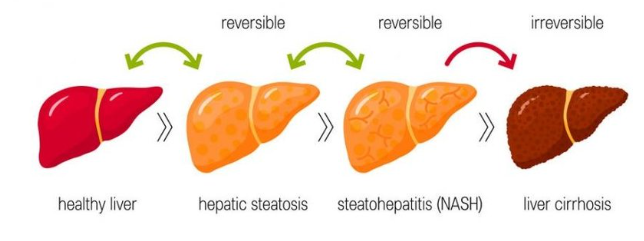 reversible
reversible
irreversible
healthy liver
hepatic steatosis
steatohepatitis (NASH)
liver cirrhosis